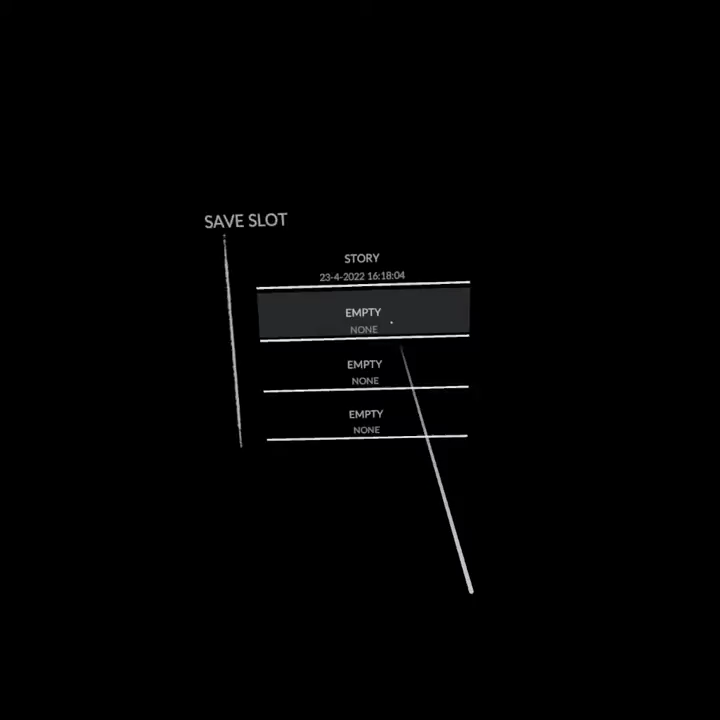 SAVE SLOT
STORY
23-4-2022 16:18:04
EMPTY
NONE
EMPTY
NONE
EMPTY
NONE